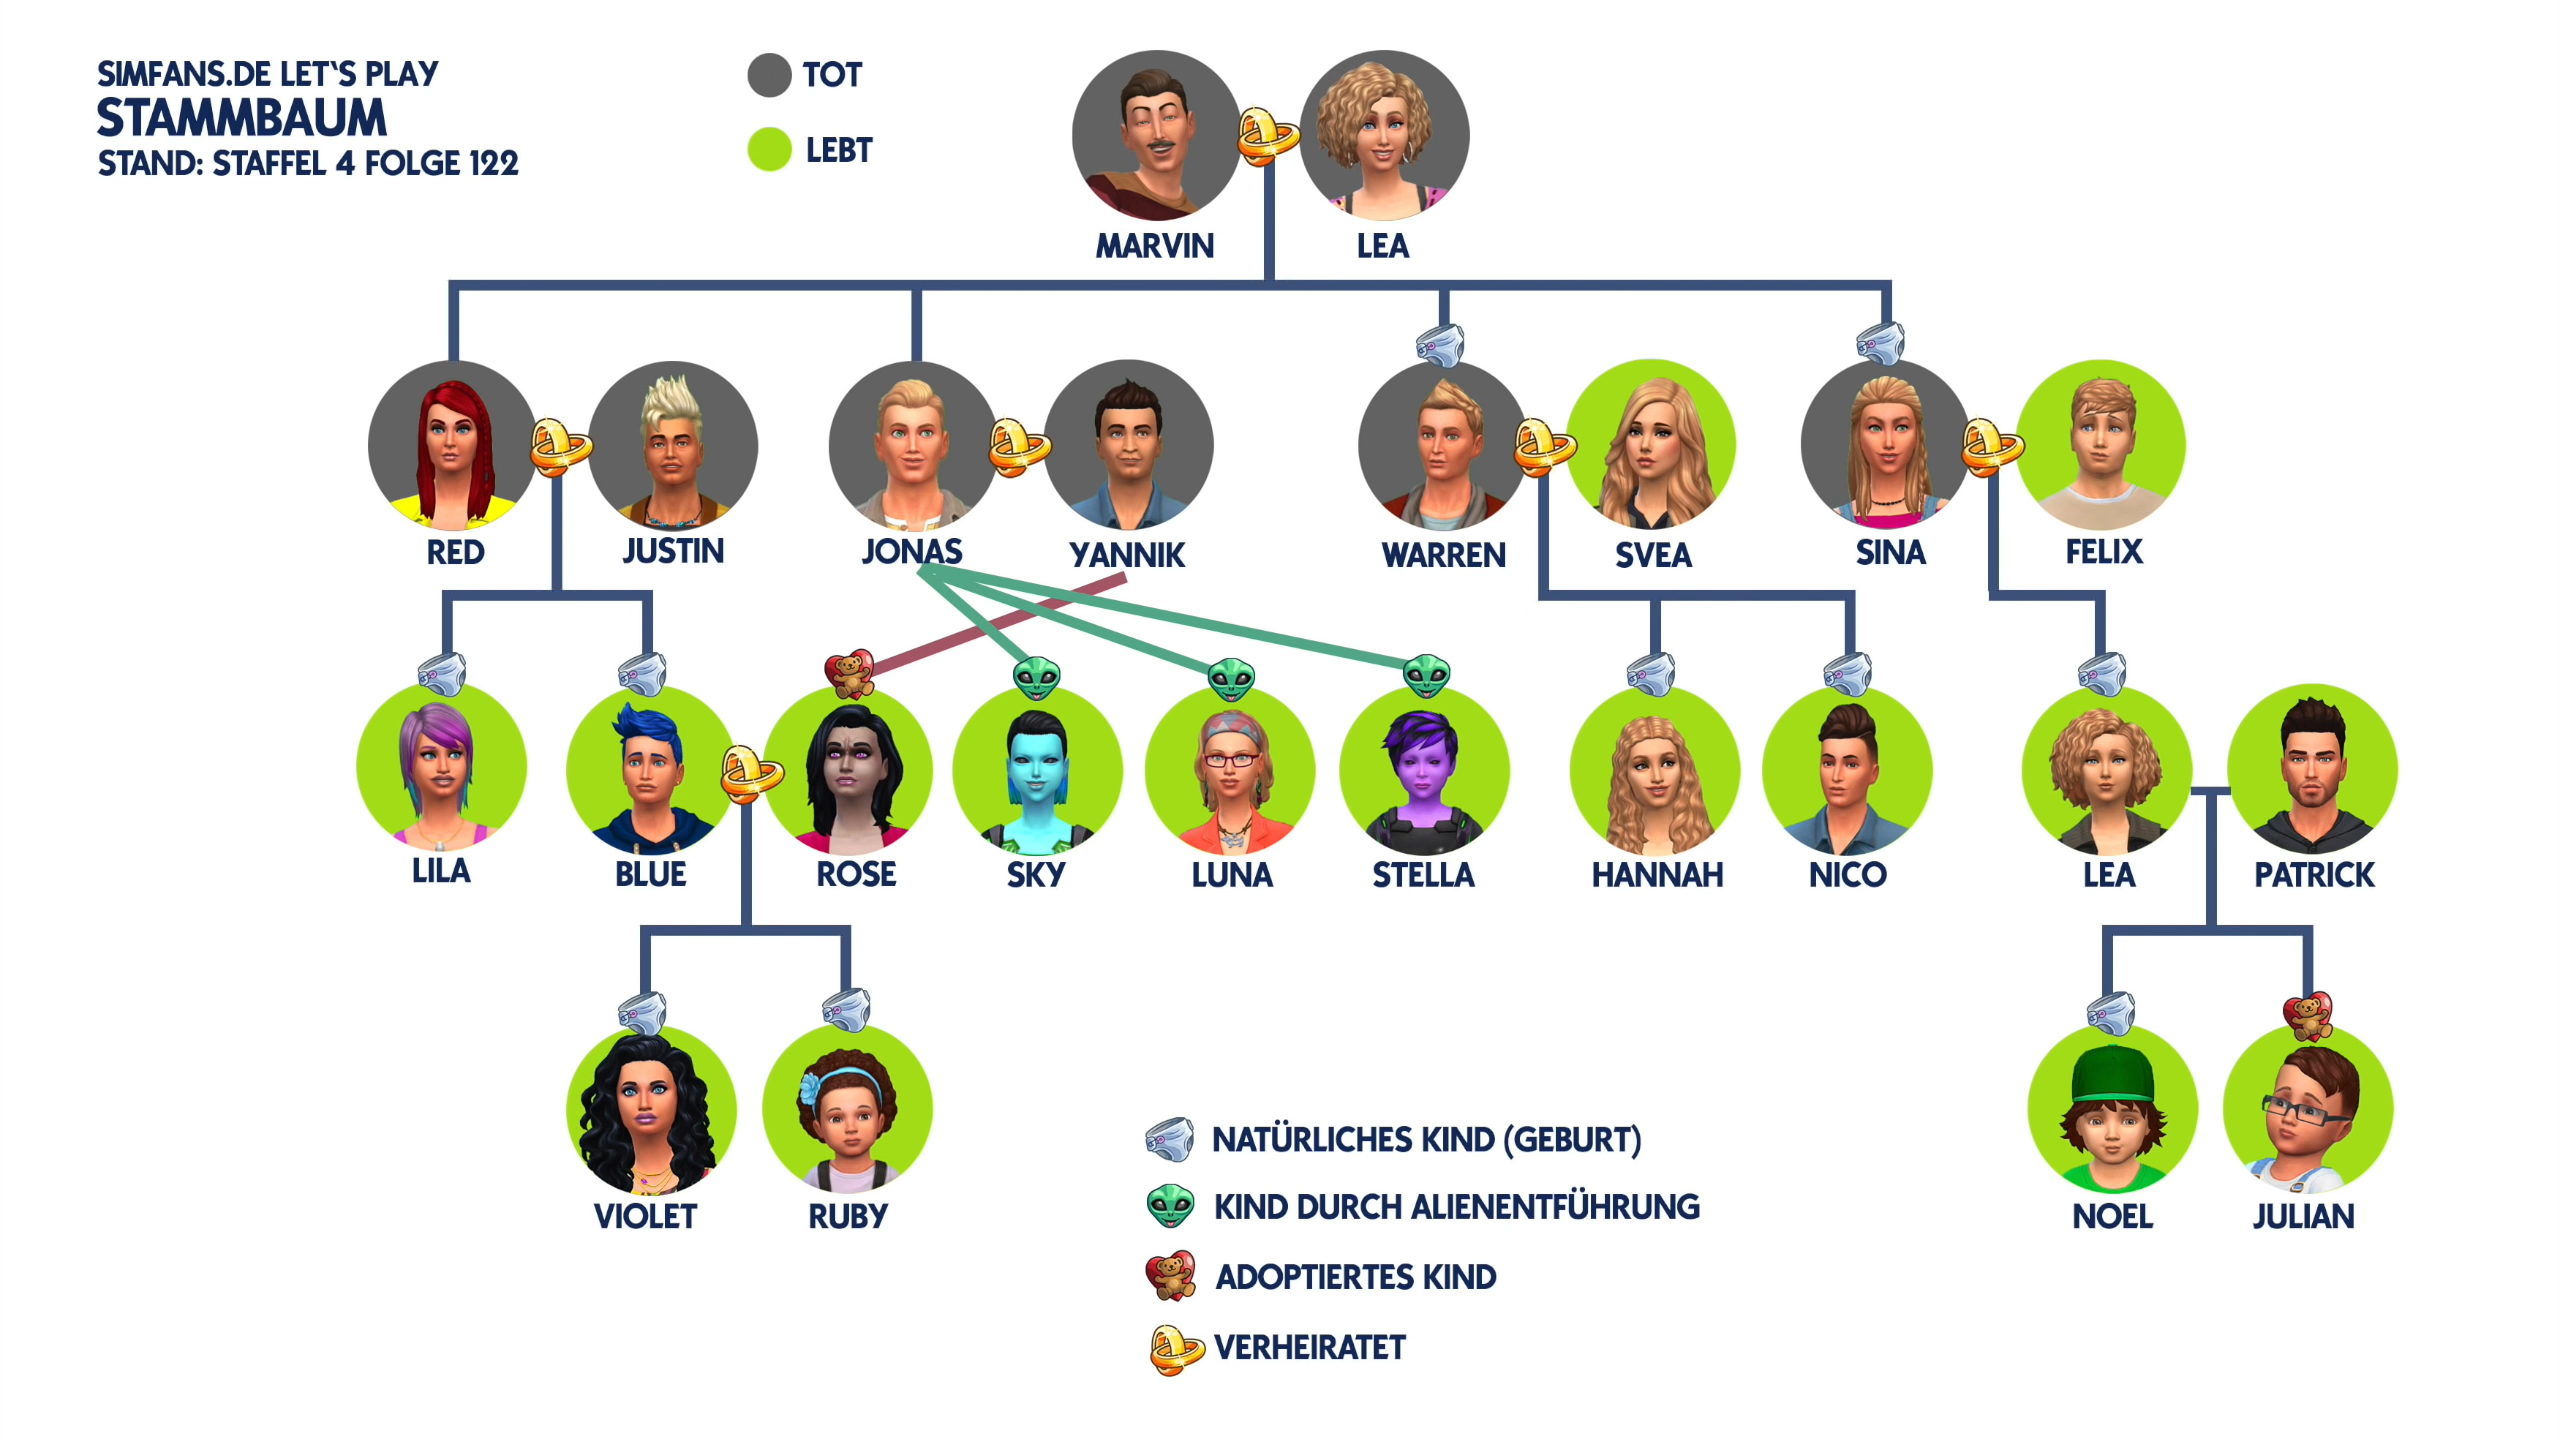 SIMFANS.DE LET'S PLAY
STAMMBAUM
STAND: STAFFEL 4 FOLGE 122
TOT
LEBT
MARVIN
LEA
RED
JUSTIN
JONAS
YANNIK
WARREN
SVEA
SINA
FELIX
LILA
BLUE
ROSE
SKY
LUNA
STELLA
HANNAH
NICO
LEA
PATRICK
VIOLET
RUBY
NOEL
JULIAN
NATÜRLICHES KIND (GEBURT)
KIND DURCH ALIENENTFÜHRUNG
ADOPTIERTES KIND
VERHEIRATET